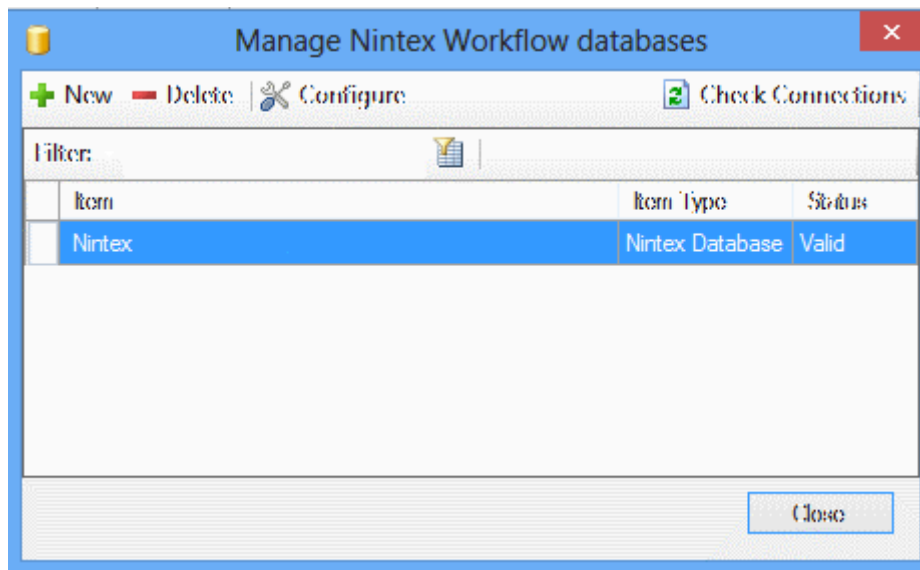 Manage Nintex Workflow databases
New Delete Configure Check Connections
Filter:
Item Item Type Status
Nintex Nintex Database Valid
Close